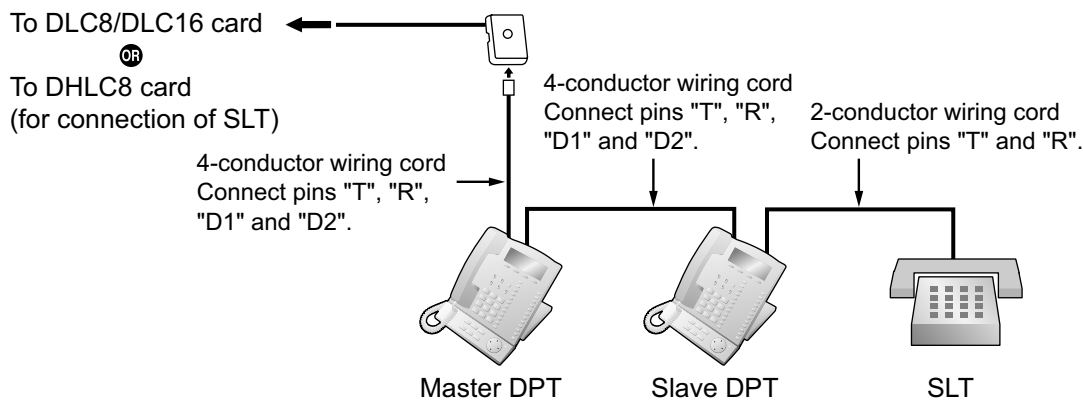 To DLC8/DLC16 card
OR
To DHLC8 card
(for connection of SLT)
4-conductor wiring cord
Connect pins "T", "R",
"D1" and "D2".
4-conductor wiring cord
Connect pins "T", "R",
"D1" and "D2".
2-conductor wiring cord
Connect pins "T" and "R".
Master DPT
Slave DPT
SLT